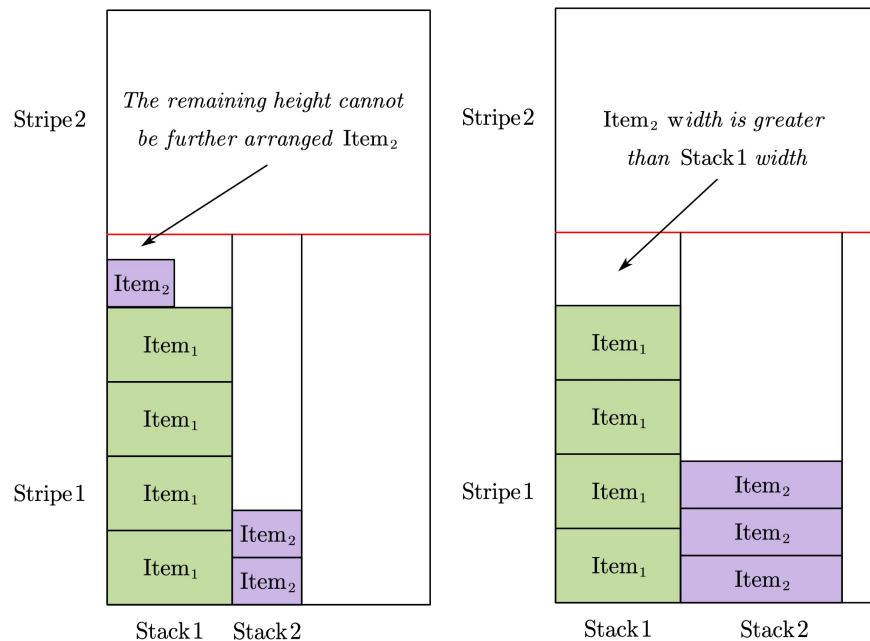 Stripe2
The remaining height cannot
be further arranged Item₂
Item₂
Item₁
Item₁
Item₁
Item₁
Stripe1
Item₂
Item₂
Stack1 Stack2
Stripe2
Item₂ width is greater
than Stack1 width
Item₁
Item₁
Item₁
Item₁
Stripe1
Item₂
Item₂
Item₂
Stack1 Stack2